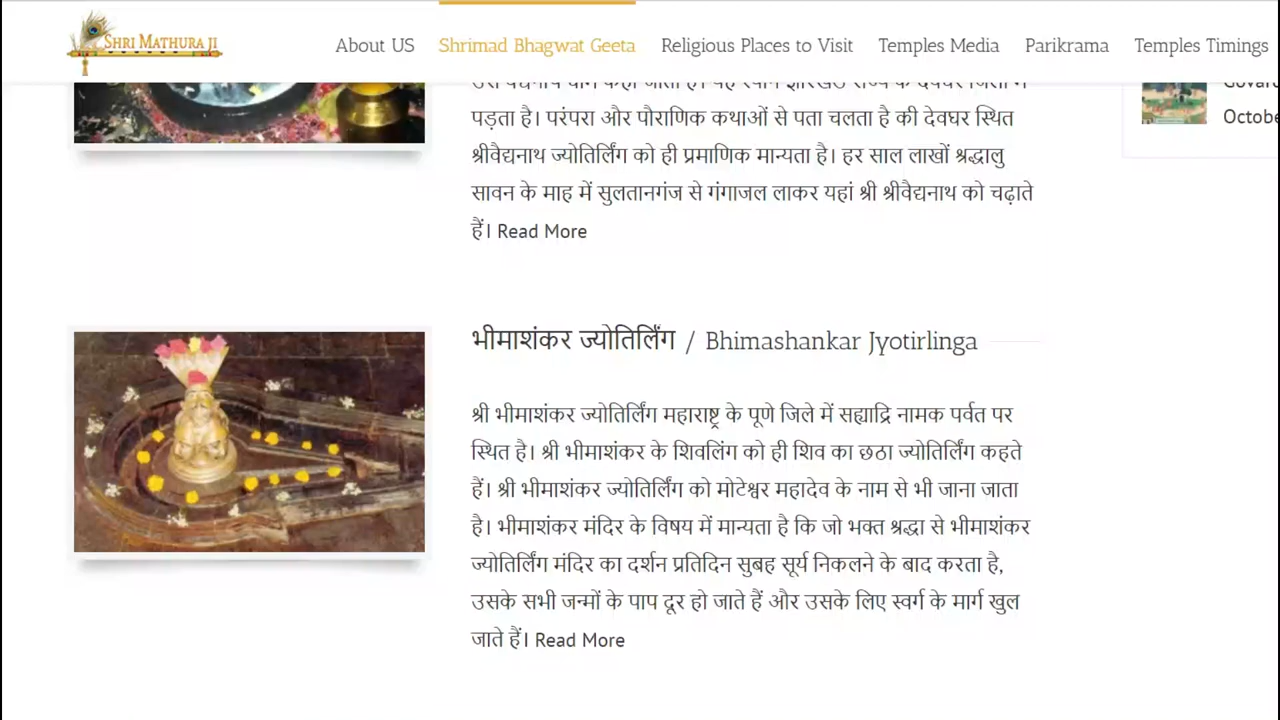 SHRI MATHURA JI
About US
Shrimad Bhagwat Geeta
Religious Places to Visit
Temples Media
Parikrama
Temples Timings
पड़ता है। परंपरा और पौराणिक कथाओं से पता चलता है की देवघर स्थित
श्रीवैद्यनाथ ज्योतिर्लिंग को ही प्रमाणिक मान्यता है। हर साल लाखों श्रद्धालु
सावन के माह में सुलतानगंज से गंगाजल लाकर यहां श्री श्रीवैद्यनाथ को चढ़ाते
हैं। Read More
भीमाशंकर ज्योतिर्लिंग / Bhimashankar Jyotirlinga
श्री भीमाशंकर ज्योतिर्लिंग महाराष्ट्र के पूणे जिले में सह्याद्रि नामक पर्वत पर
स्थित है। श्री भीमाशंकर के शिवलिंग को ही शिव का छठा ज्योतिर्लिंग कहते
हैं। श्री भीमाशंकर ज्योतिर्लिंग को मोटेश्वर महादेव के नाम से भी जाना जाता
है। भीमाशंकर मंदिर के विषय में मान्यता है कि जो भक्त श्रद्धा से भीमाशंकर
ज्योतिर्लिंग मंदिर का दर्शन प्रतिदिन सुबह सूर्य निकलने के बाद करता है,
उसके सभी जन्मों के पाप दूर हो जाते हैं और उसके लिए स्वर्ग के मार्ग खुल
जाते हैं। Read More
Octobe